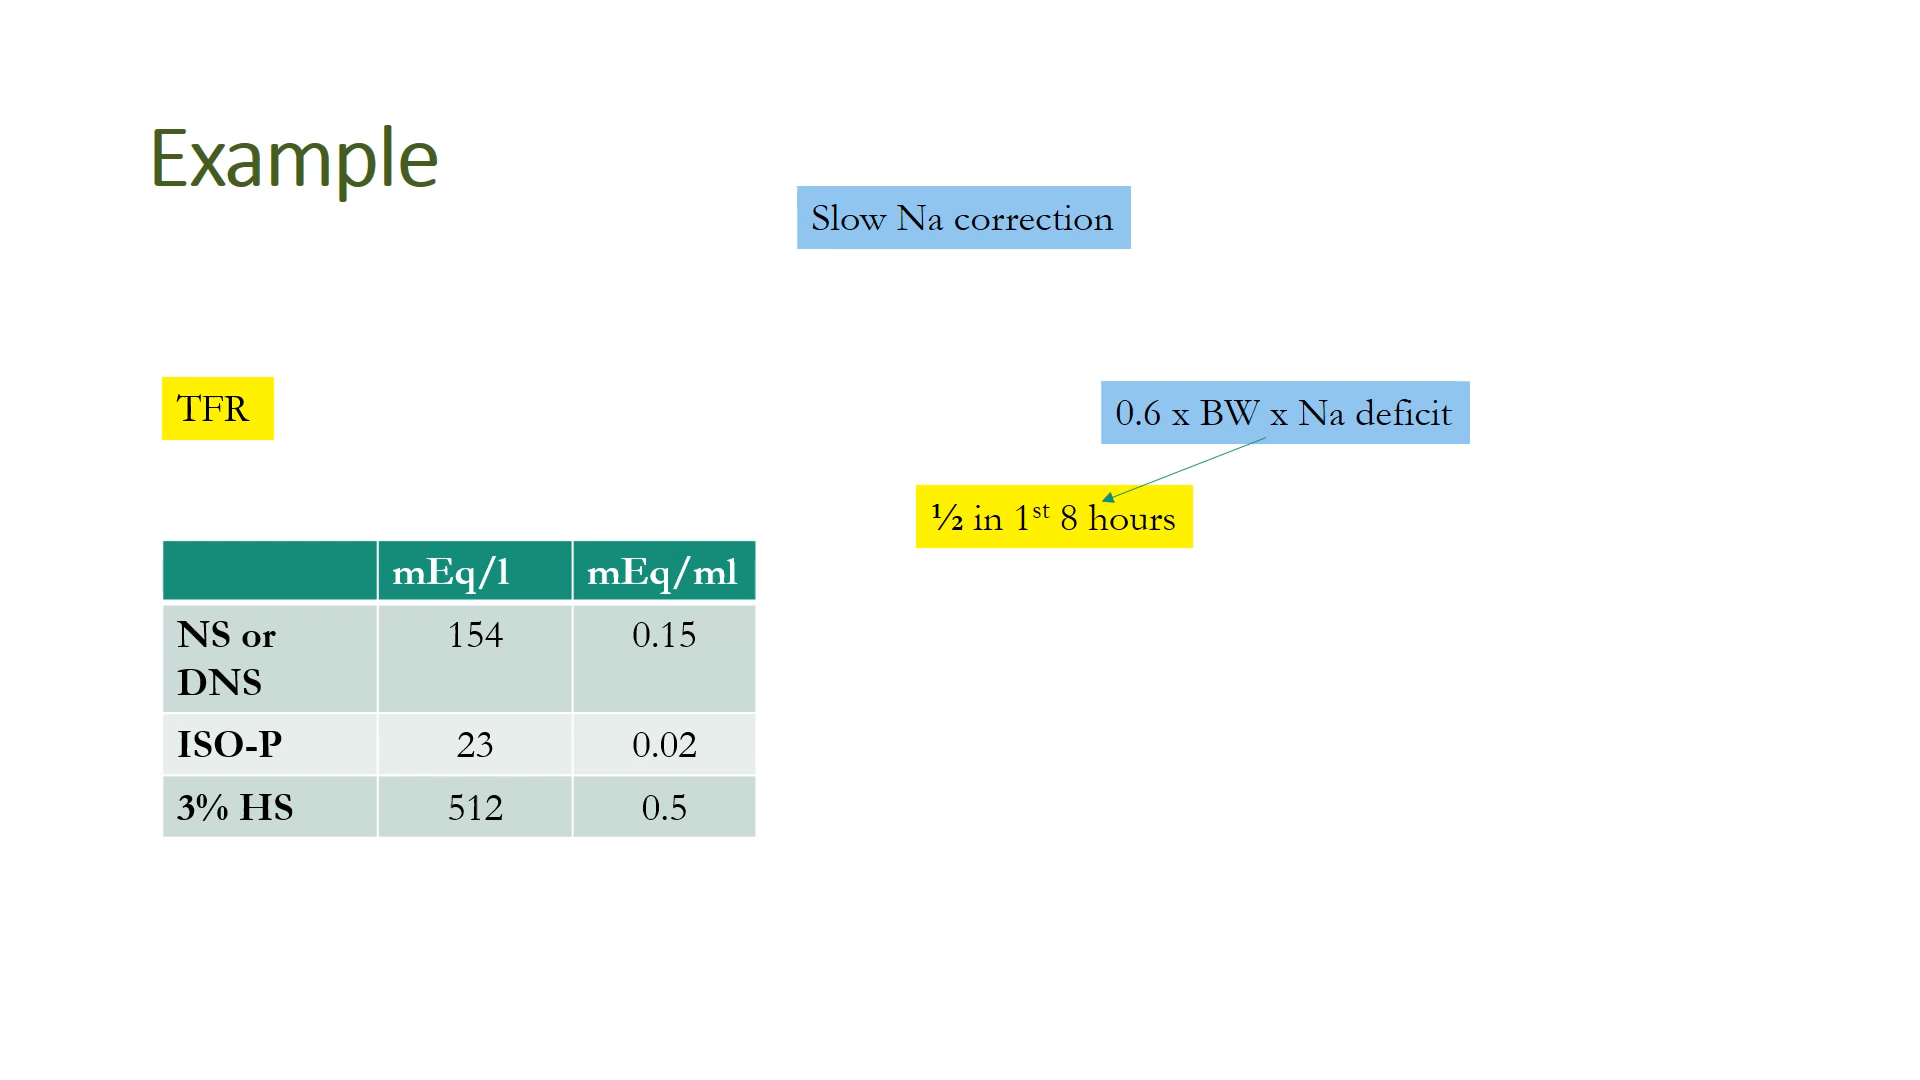 Example
Slow Na correction
TFR
0.6 x BW x Na deficit
½ in 1st 8 hours
mEq/l mEq/ml
NS or
DNS 154 0.15
ISO-P 23 0.02
3% HS 512 0.5